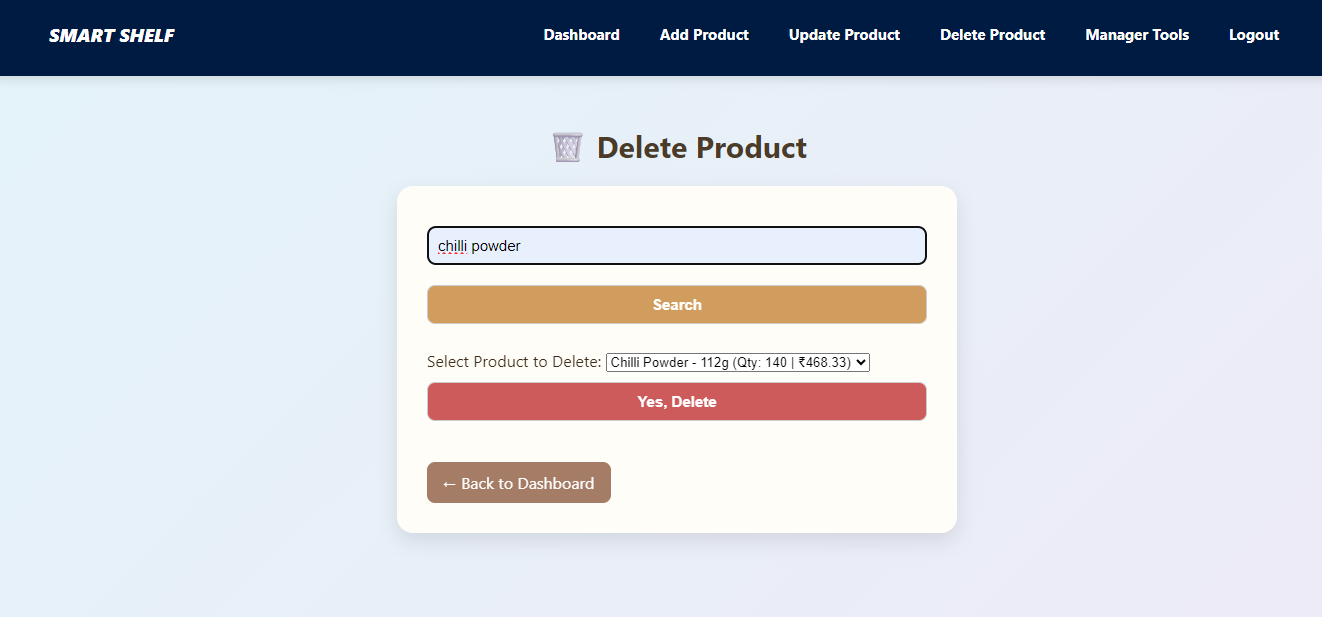 SMART SHELF
Dashboard Add Product Update Product Delete Product Manager Tools Logout
Delete Product
chilli powder
Search
Select Product to Delete: Chilli Powder - 112g (Qty: 140 | ₹468.33)
Yes, Delete
← Back to Dashboard